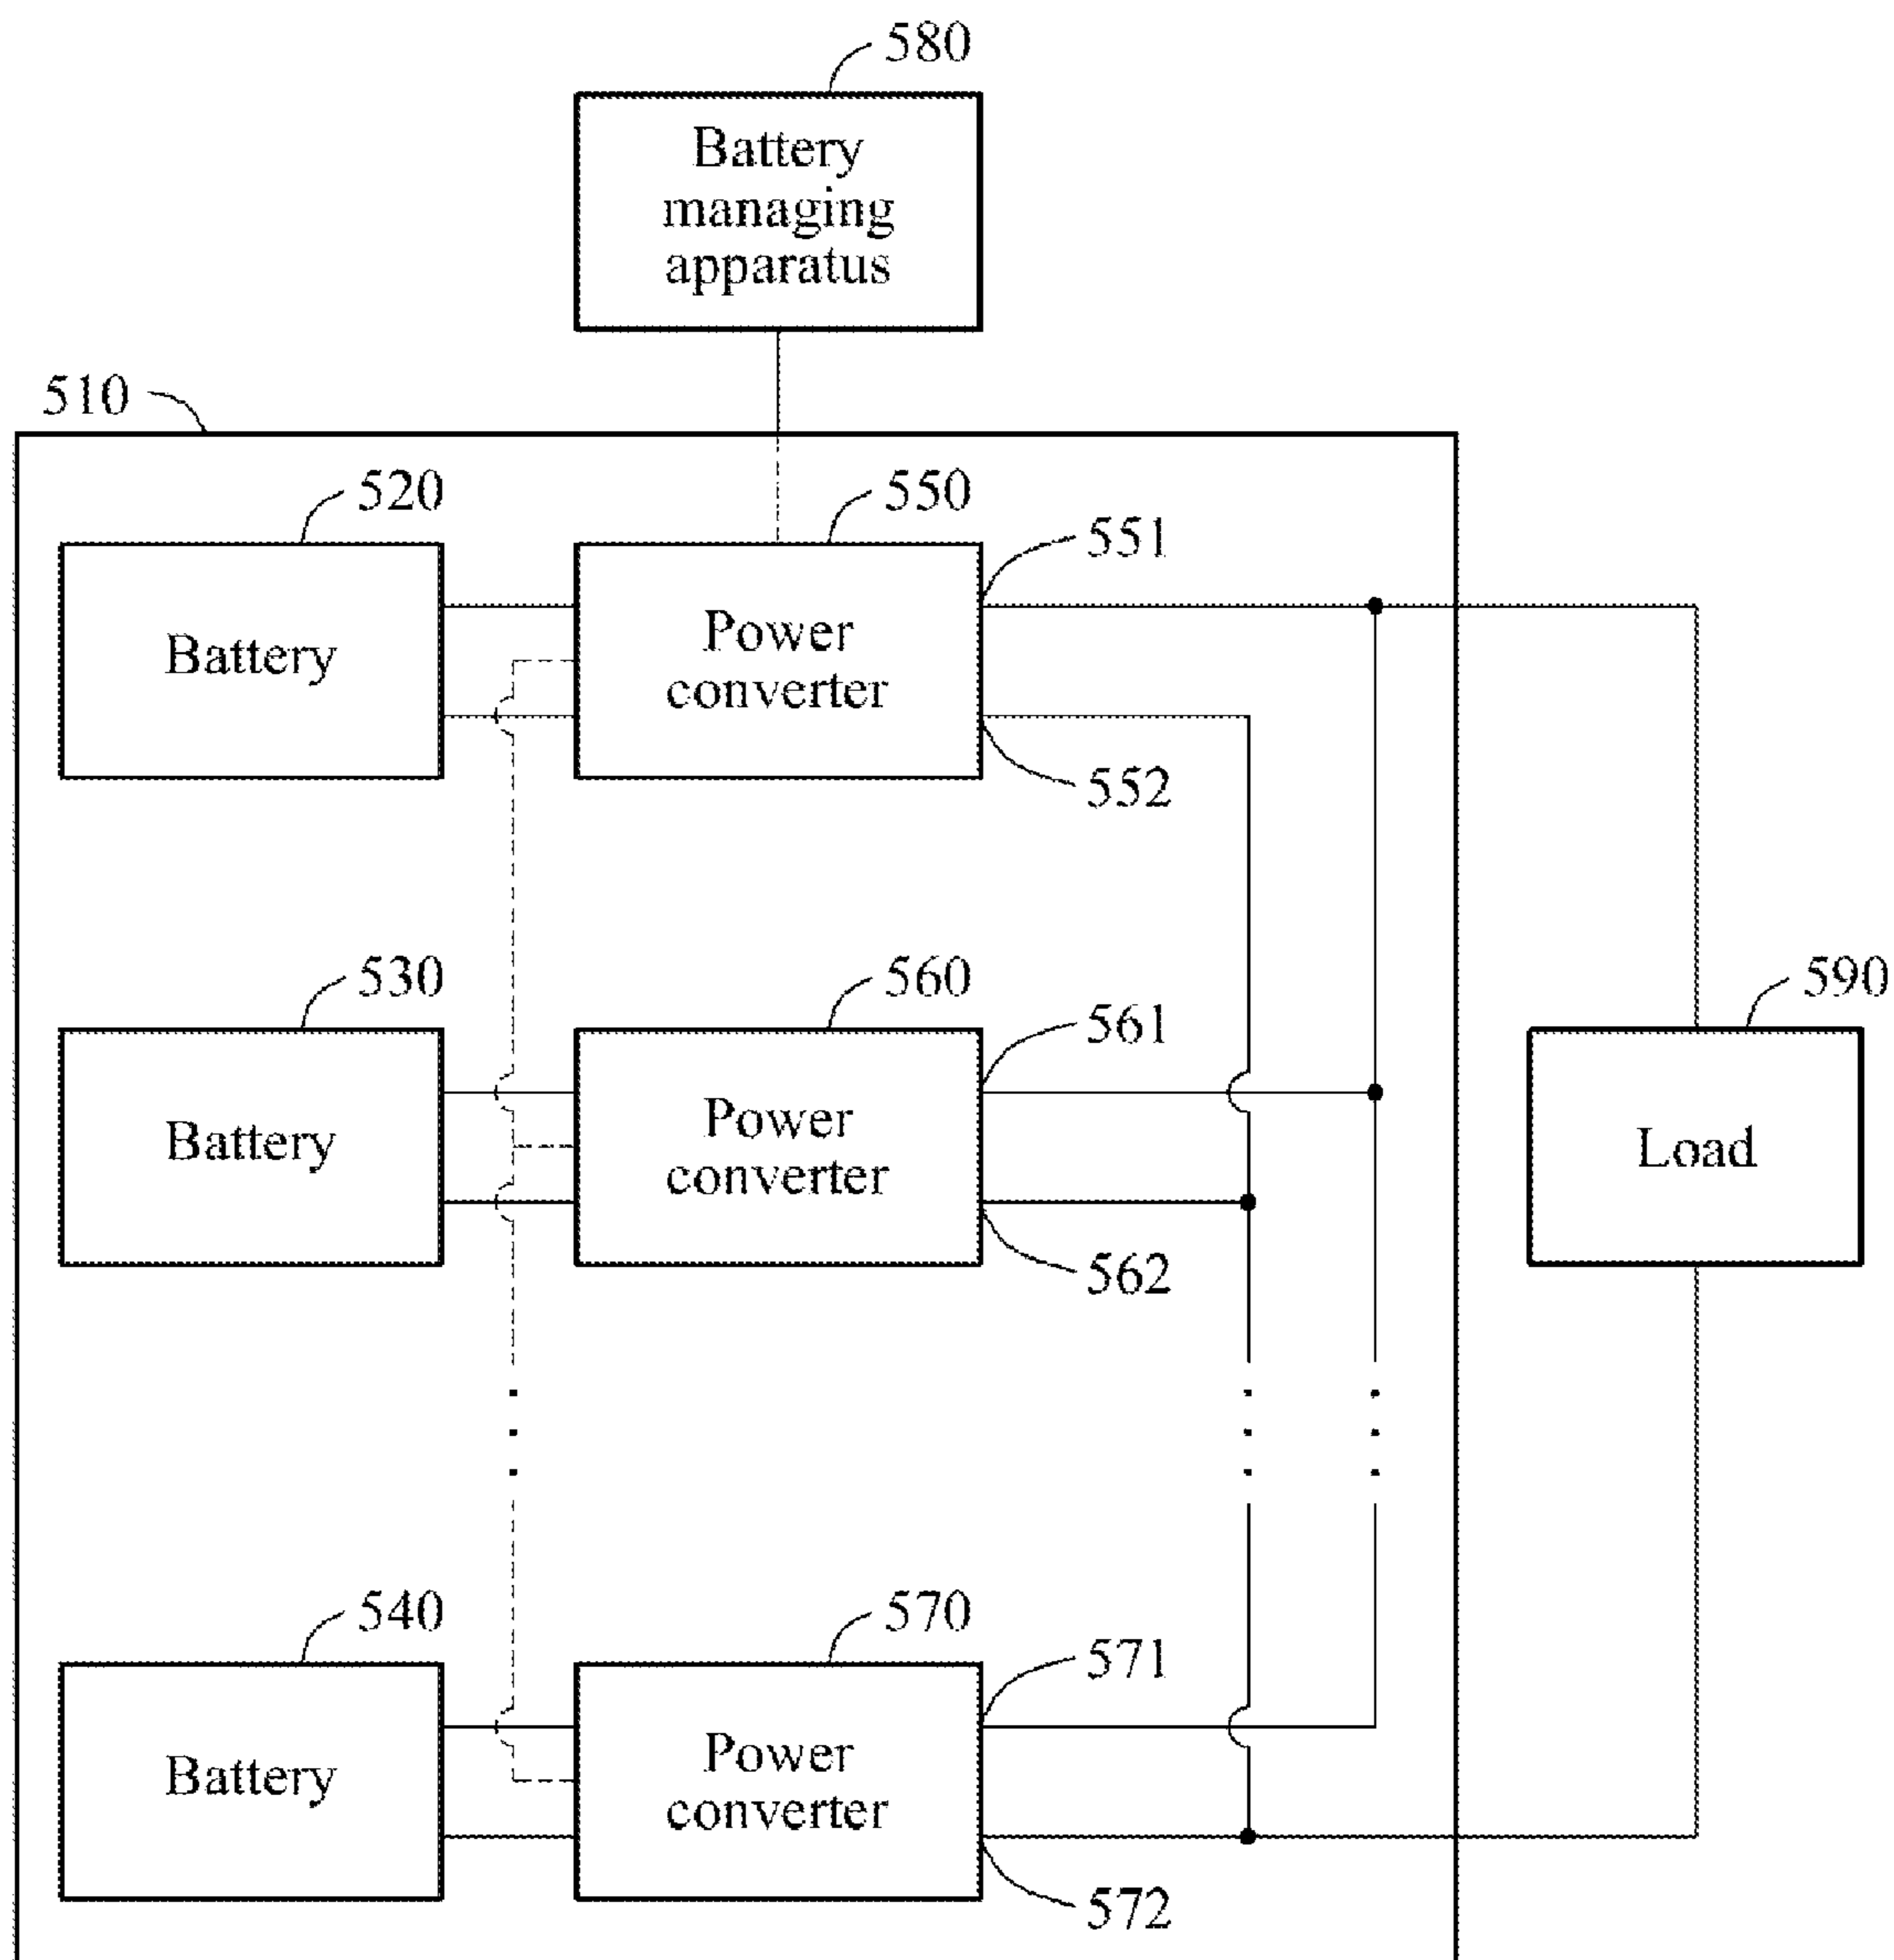 580
Battery
managing
apparatus
510
520
550
551
Battery
Power
converter
552
530
560
561
590
Battery
Power
converter
Load
562
540
570
571
Battery
Power
converter
572